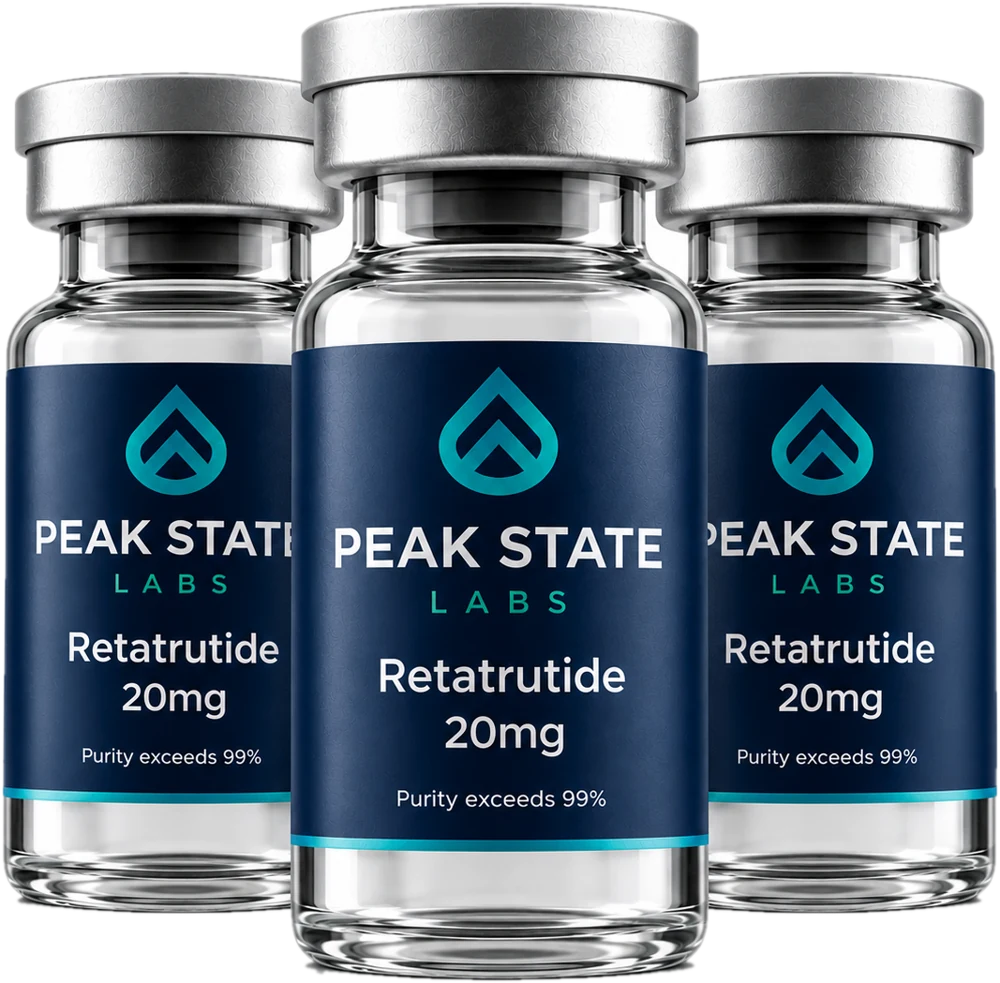 PEAK STATE
LABS
Retatrutide
20mg
Purity exceeds 99%
PEAK STATE
LABS
Retatrutide
20mg
Purity exceeds 99%
PEAK STATE
LABS
Retatrutide
20mg
Purity exceeds 99%